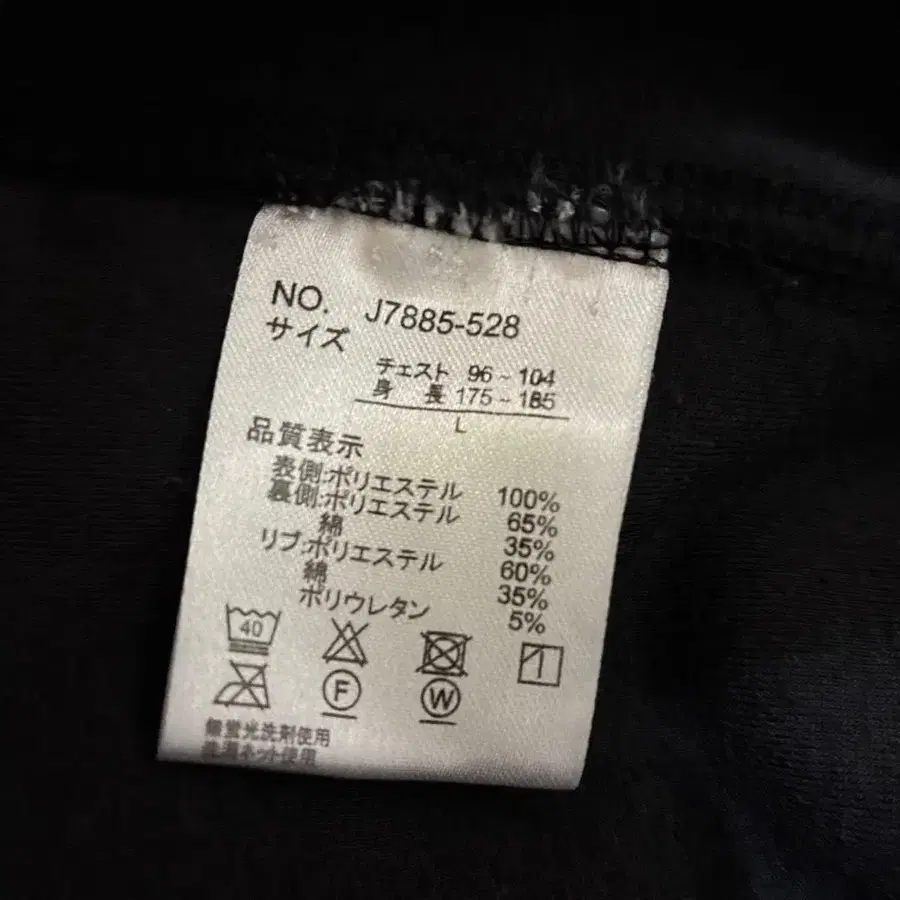 NO. J7885-528
サイズ
チェスト 96～104
身 長 175～185
L
品質表示
表側:ポリエステル 100%
裏側:ポリエステル 65%
綿 35%
リブ:ポリエステル 60%
綿 35%
ポリウレタン 5%
40
F
W
無蛍光洗剤使用
洗濯ネット使用